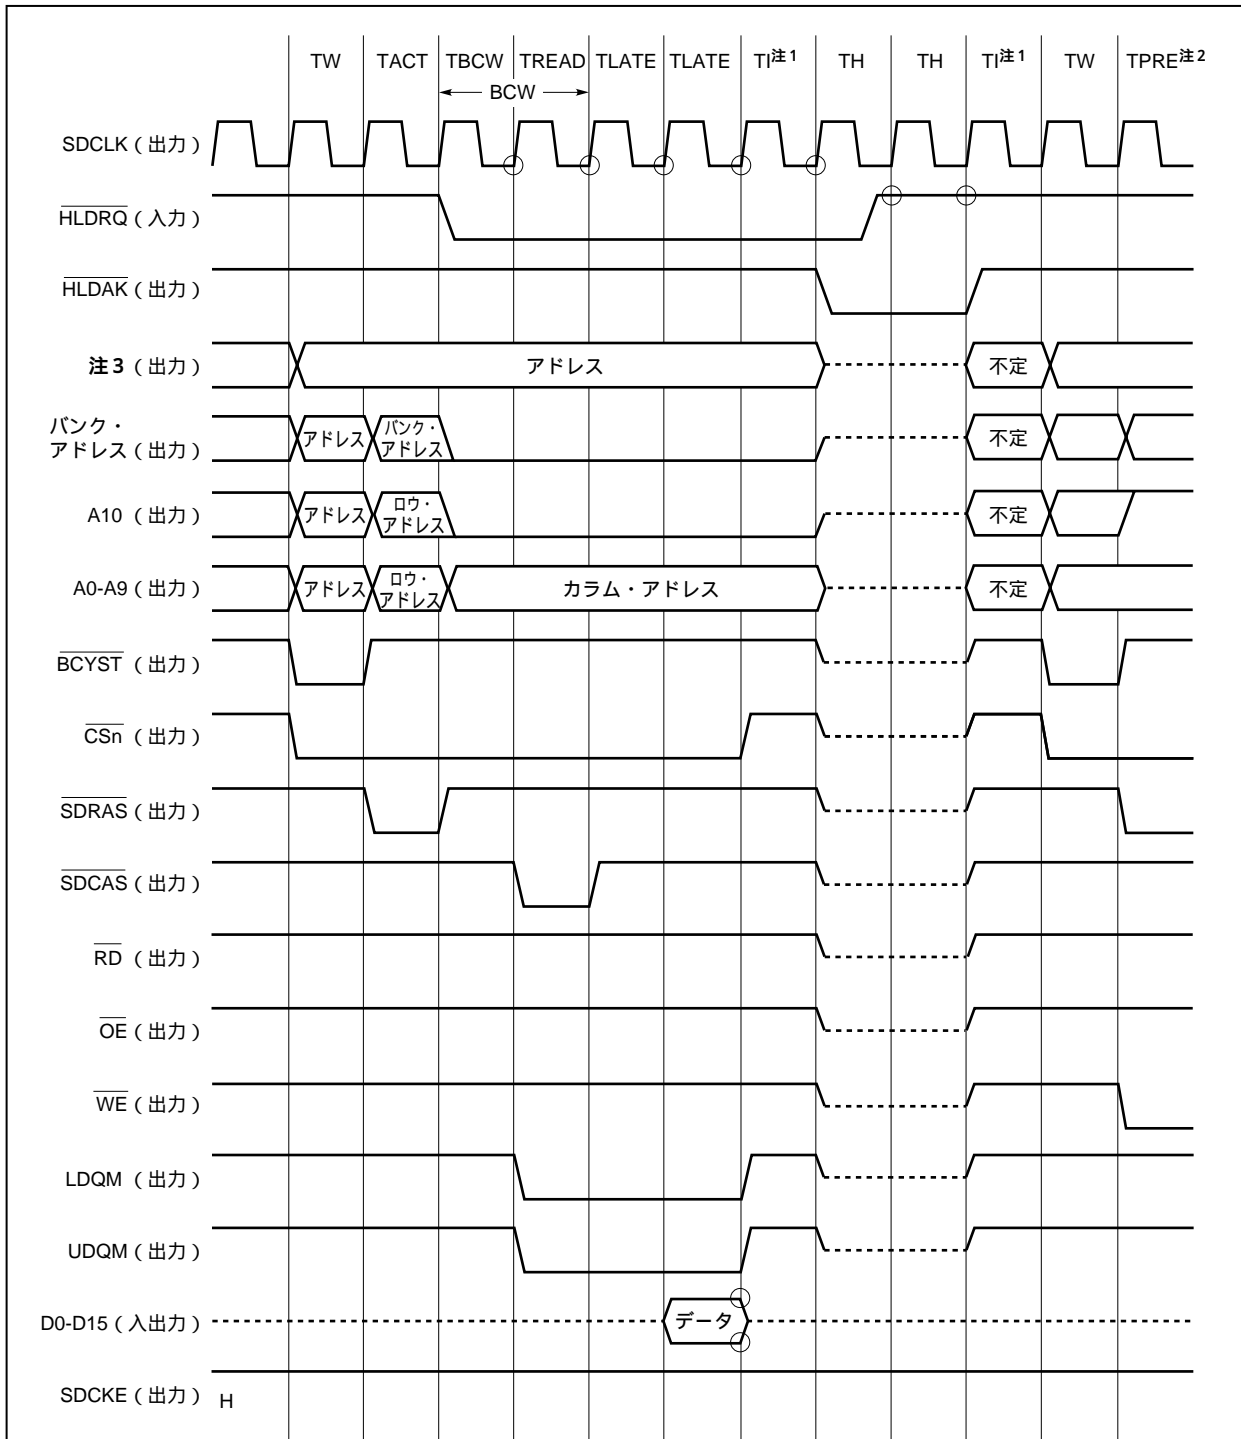 TW TACT TBCW TREAD TLATE TLATE TI注1 TH TH TI注1 TW TPRE注2
BCW
SDCLK（出力）
HLDRQ（入力）
HLDAK（出力）
注3（出力） アドレス 不定
バンク・
アドレス（出力） アドレス バンク・
アドレス 不定
A10（出力） アドレス ロウ・
アドレス 不定
A0-A9（出力） アドレス ロウ・
アドレス カラム・アドレス 不定
BCYST（出力）
CSn（出力）
SDRAS（出力）
SDCAS（出力）
RD（出力）
OE（出力）
WE（出力）
LDQM（出力）
UDQM（出力）
D0-D15（入出力） データ
SDCKE（出力） H